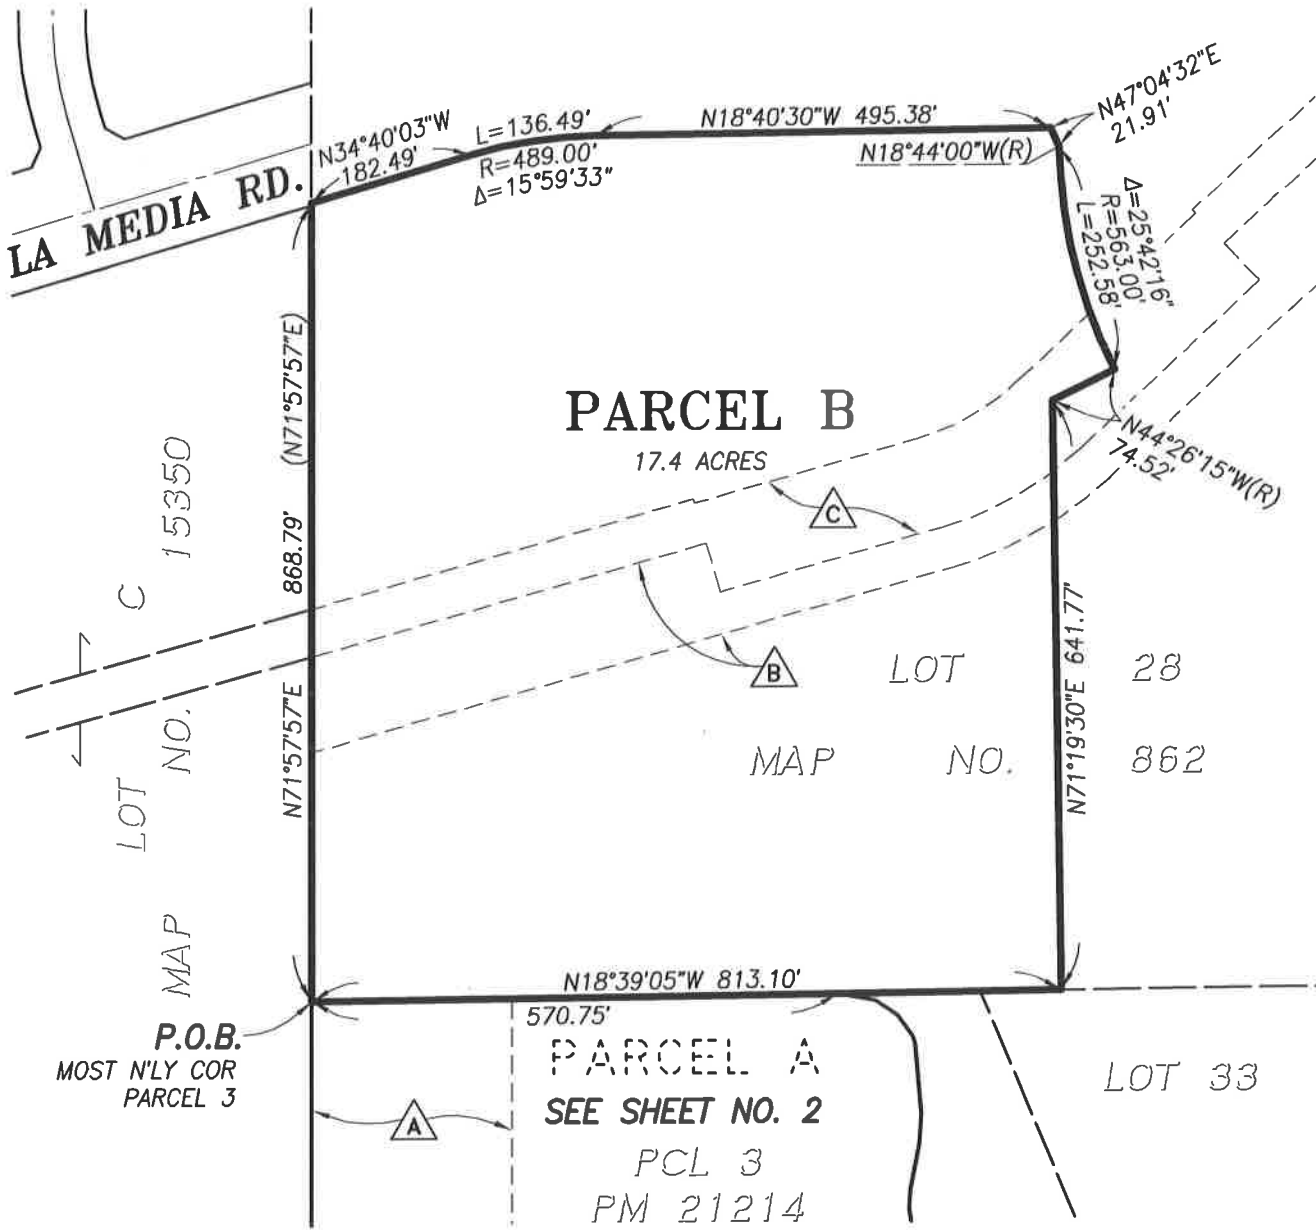 N47°04'32"E
21.91'
N34°40'03"W
182.49'
L=136.49'
R=489.00'
Δ=15°59'33"
N18°40'30"W 495.38'
N18°44'00"W(R)
Δ=25°42'16"
R=563.00'
L=252.58'
LA MEDIA RD.
(N71°57'57"E)
868.79'
N71°57'57"E
PARCEL B
17.4 ACRES
N44°26'15"W(R)
74.52'
C
B
LOT C
MAP NO. 15350
LOT 28
MAP NO. 862
N71°19'30"E 641.77'
N18°39'05"W 813.10'
570.75'
P.O.B.
MOST N'LY COR
PARCEL 3
PARCEL A
SEE SHEET NO. 2
PCL 3
PM 21214
A
LOT 33